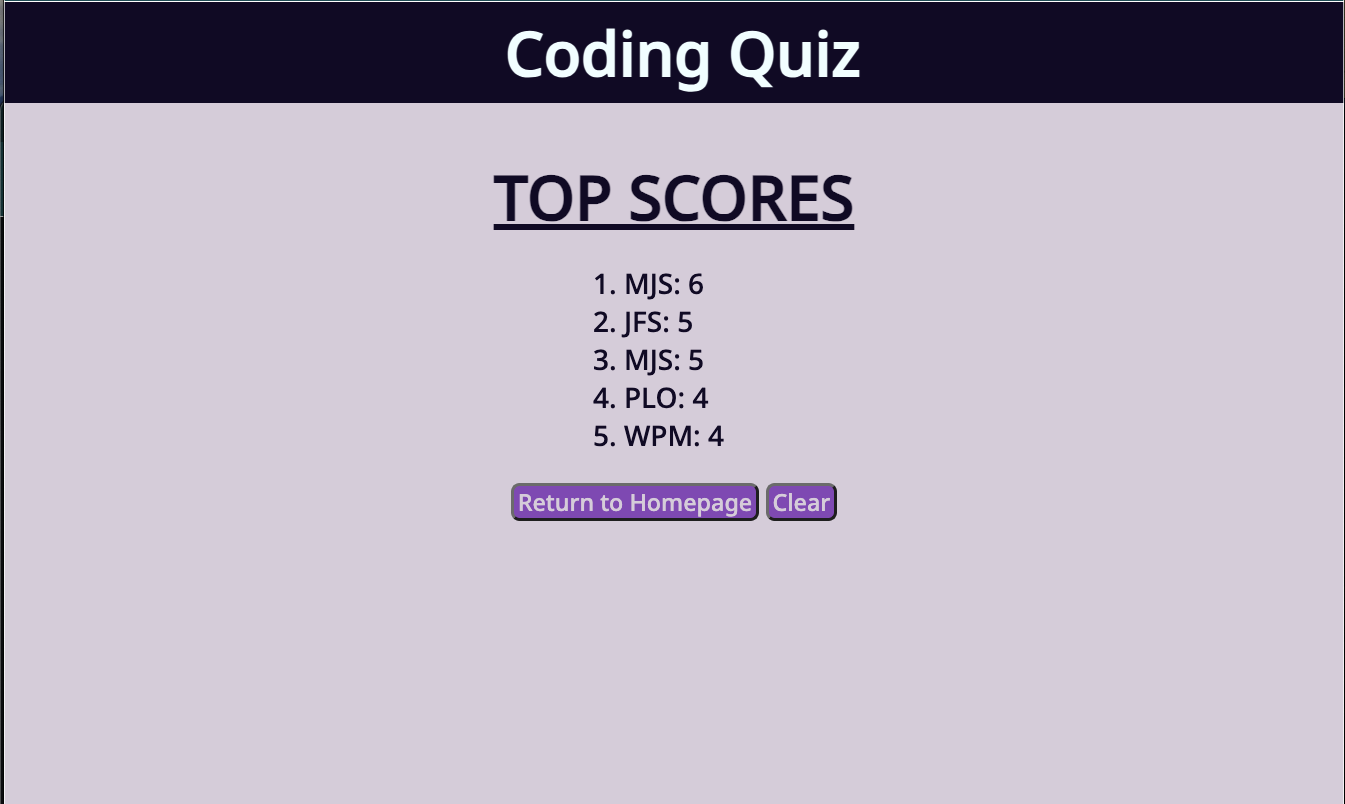 Coding Quiz
TOP SCORES
1. MJS: 6
2. JFS: 5
3. MJS: 5
4. PLO: 4
5. WPM: 4
Return to Homepage Clear